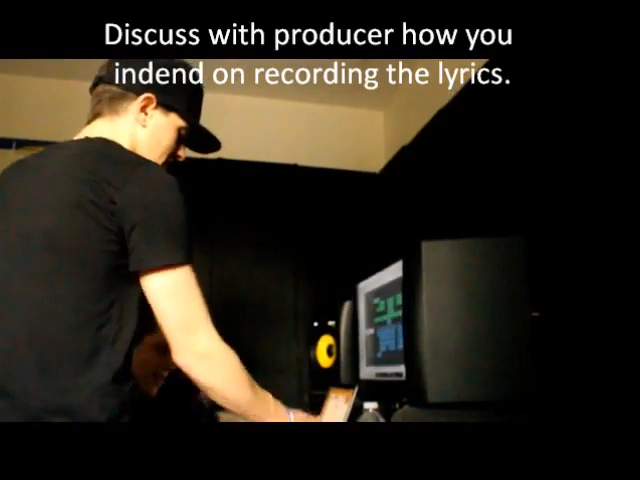 Discuss with producer how you
indend on recording the lyrics.